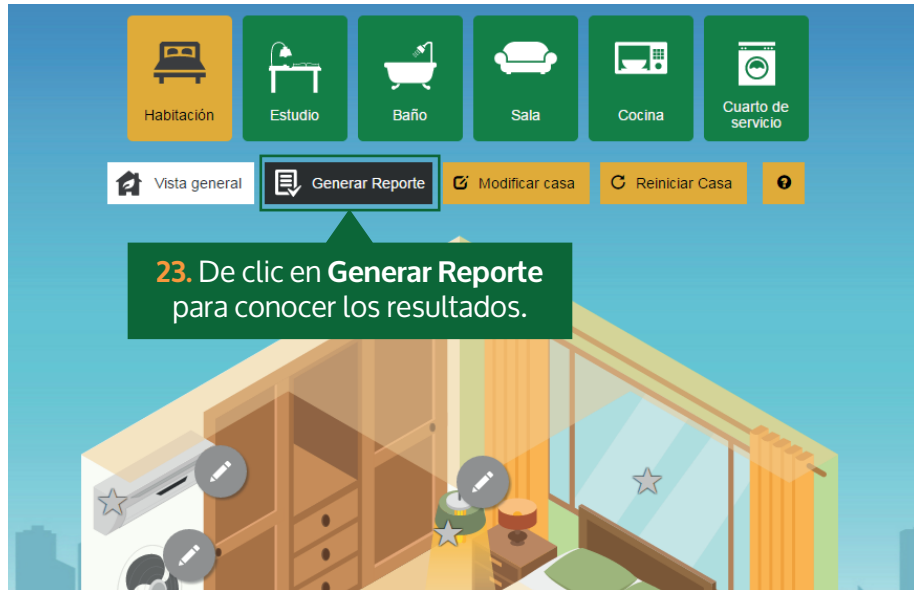 Habitación
Estudio
Baño
Sala
Cocina
Cuarto de
servicio
Vista general
Generar Reporte
Modificar casa
Reiniciar Casa
?
23. De clic en Generar Reporte
para conocer los resultados.